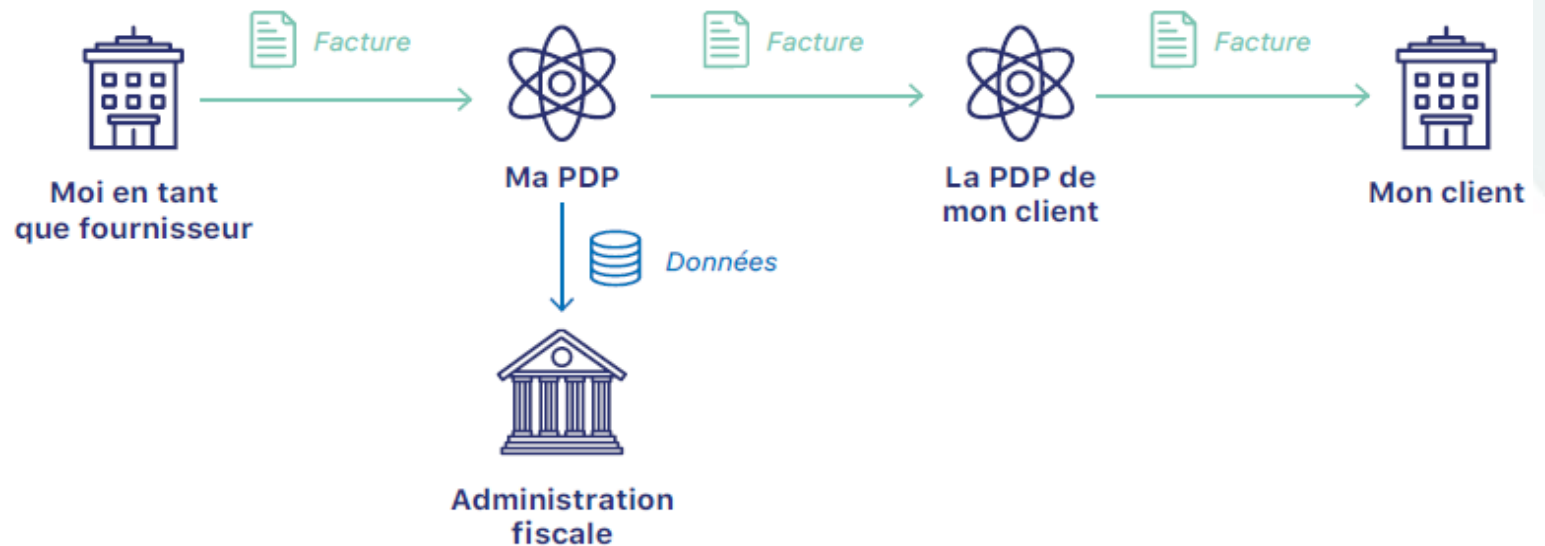 Facture
Facture
Facture
Moi en tant
que fournisseur
Ma PDP
La PDP de
mon client
Mon client
Données
Administration
fiscale